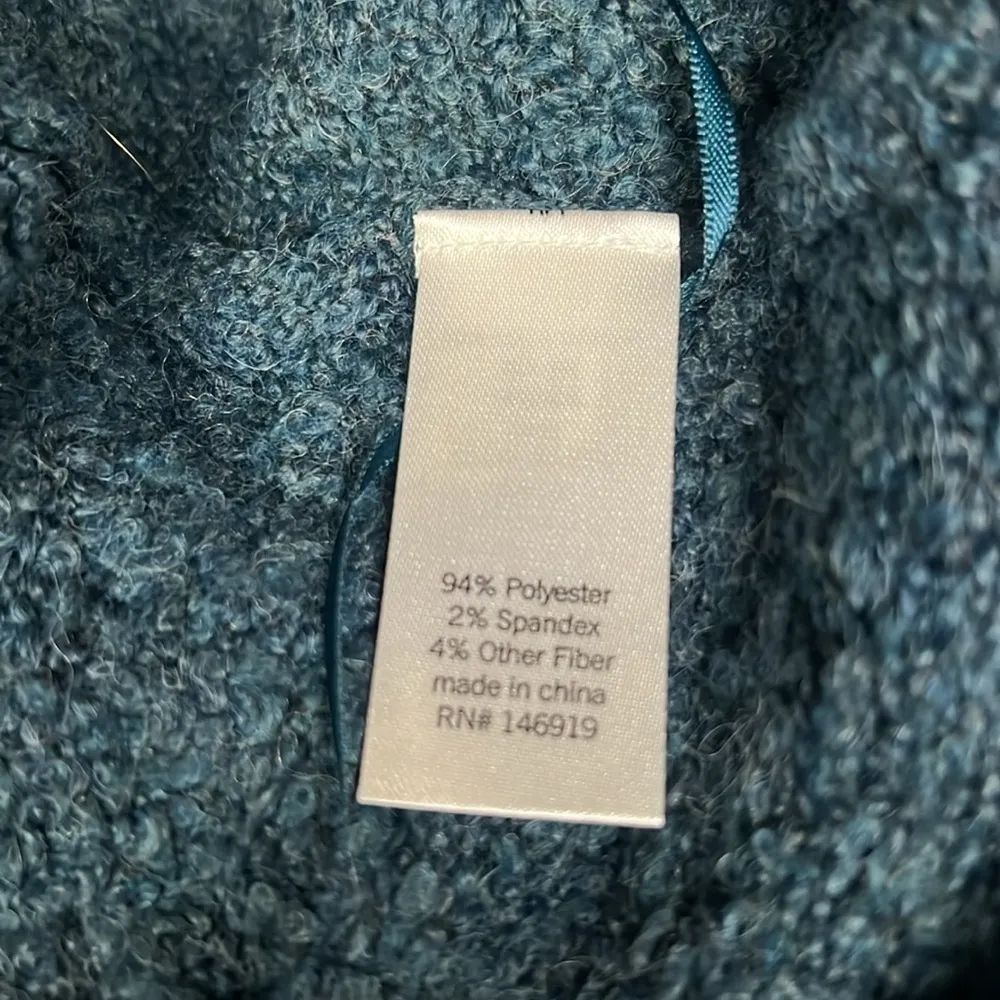 94% Polyester
2% Spandex
4% Other Fiber
made in china
RN# 146919